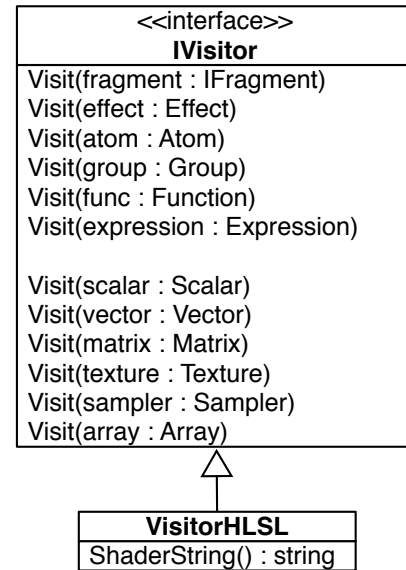 <<interface>>
IVisitor
Visit(fragment : IFragment)
Visit(effect : Effect)
Visit(atom : Atom)
Visit(group : Group)
Visit(func : Function)
Visit(expression : Expression)
Visit(scalar : Scalar)
Visit(vector : Vector)
Visit(matrix : Matrix)
Visit(texture : Texture)
Visit(sampler : Sampler)
Visit(array : Array)
VisitorHLSL
ShaderString() : string